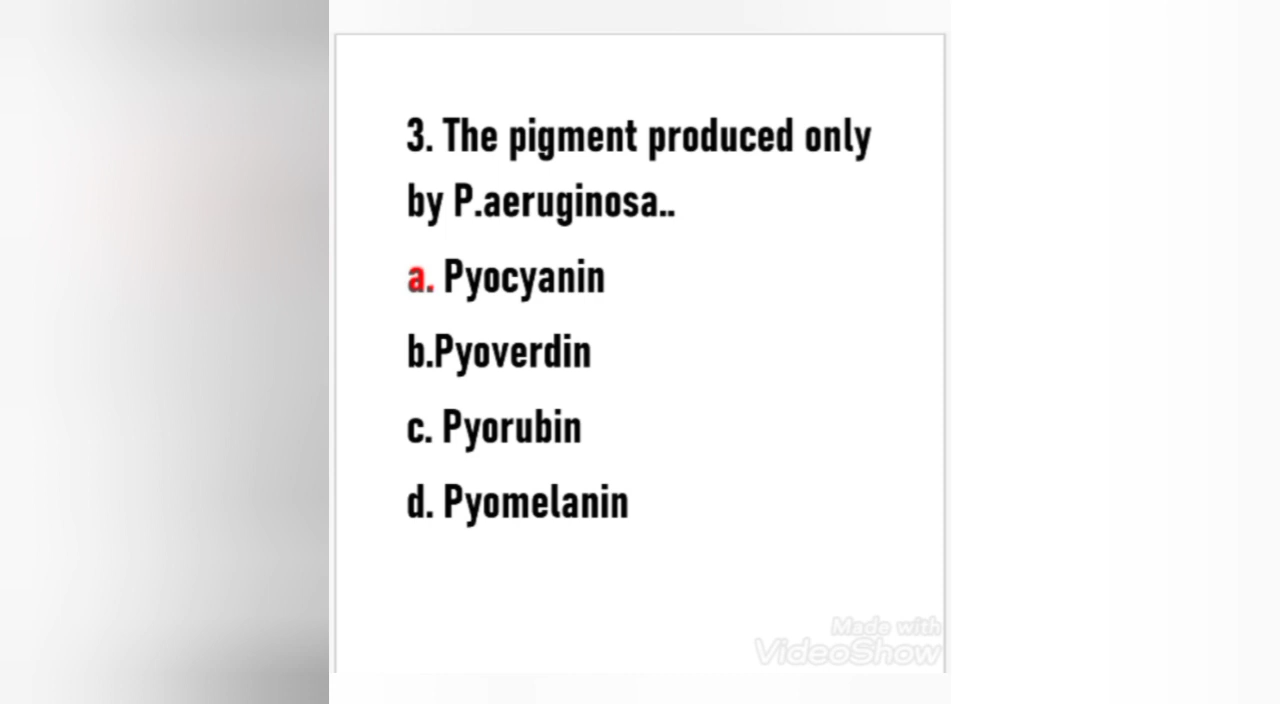 3. The pigment produced only
by P.aeruginosa..
a. Pyocyanin
b.Pyoverdin
c. Pyorubin
d. Pyomelanin
Made with
VideoShow